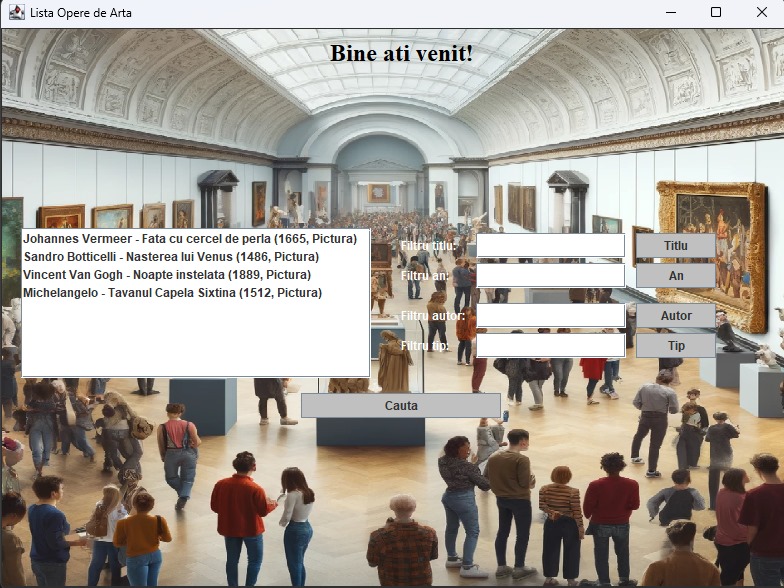 Lista Opere de Arta
Bine ati venit!
Johannes Vermeer - Fata cu cercel de perla (1665, Pictura)
Sandro Botticelli - Nasterea lui Venus (1486, Pictura)
Vincent Van Gogh - Noapte instelata (1889, Pictura)
Michelangelo - Tavanul Capela Sixtina (1512, Pictura)
Filtru titlu:
Titlu
Filtru an:
An
Filtru autor:
Autor
Filtru tip:
Tip
Cauta